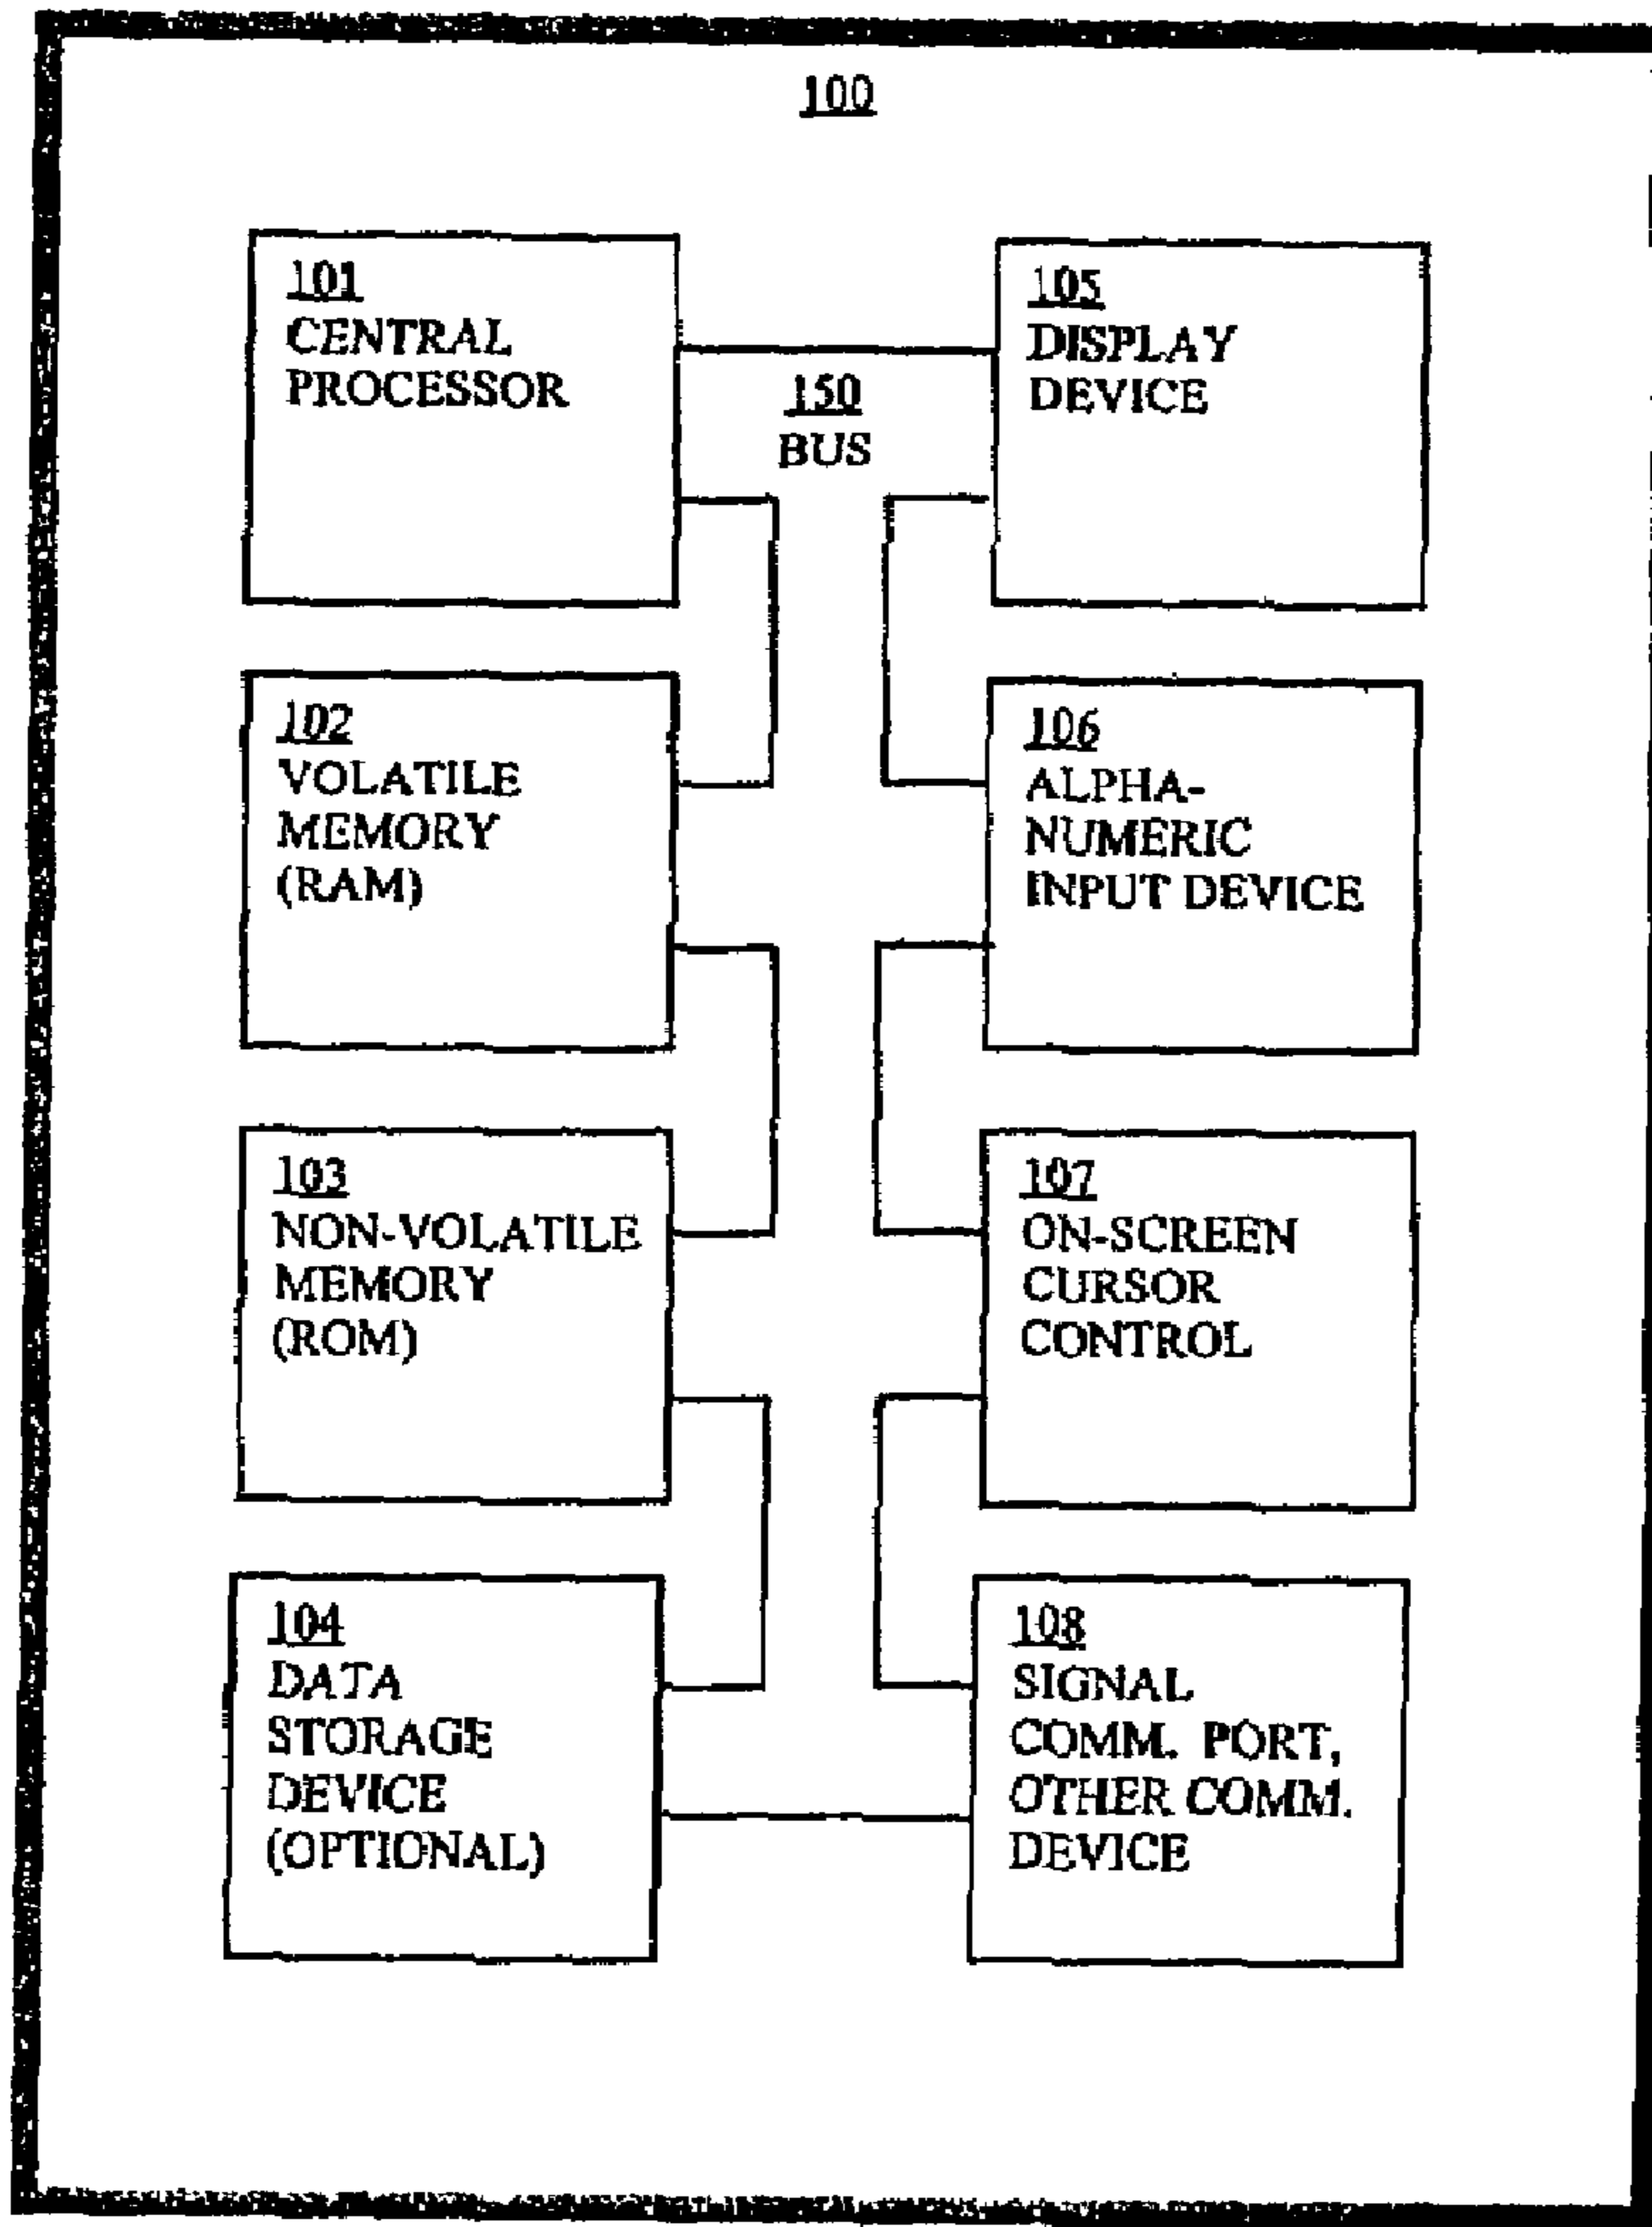 100
101
CENTRAL
PROCESSOR
150
BUS
105
DISPLAY
DEVICE
102
VOLATILE
MEMORY
(RAM)
106
ALPHA-
NUMERIC
INPUT DEVICE
103
NON-VOLATILE
MEMORY
(ROM)
107
ON-SCREEN
CURSOR
CONTROL
104
DATA
STORAGE
DEVICE
(OPTIONAL)
108
SIGNAL
COMM. PORT,
OTHER COMM.
DEVICE